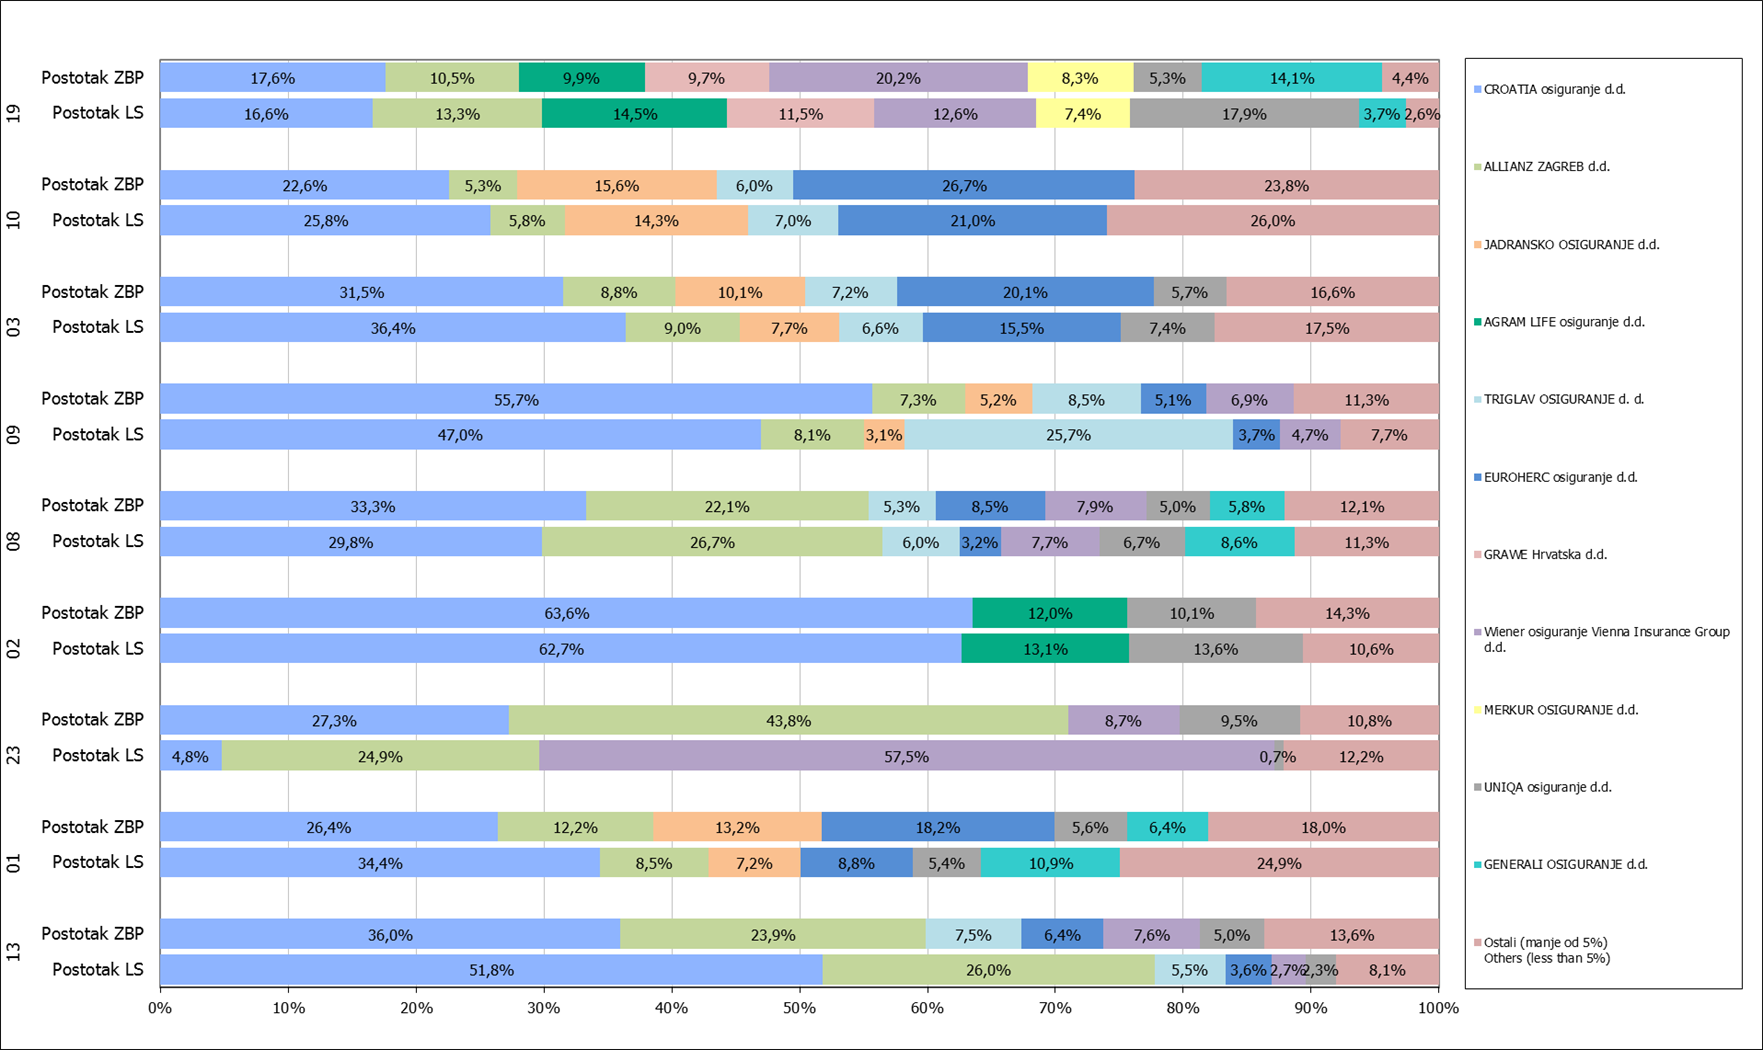 19
Postotak ZBP
17,6% 10,5% 9,9% 9,7% 20,2% 8,3% 5,3% 14,1% 4,4%
Postotak LS
16,6% 13,3% 14,5% 11,5% 12,6% 7,4% 17,9% 3,7% 2,6%
10
Postotak ZBP
22,6% 5,3% 15,6% 6,0% 26,7% 23,8%
Postotak LS
25,8% 5,8% 14,3% 7,0% 21,0% 26,0%
03
Postotak ZBP
31,5% 8,8% 10,1% 7,2% 20,1% 5,7% 16,6%
Postotak LS
36,4% 9,0% 7,7% 6,6% 15,5% 7,4% 17,5%
09
Postotak ZBP
55,7% 7,3% 5,2% 8,5% 5,1% 6,9% 11,3%
Postotak LS
47,0% 8,1% 3,1% 25,7% 3,7% 4,7% 7,7%
08
Postotak ZBP
33,3% 22,1% 5,3% 8,5% 7,9% 5,0% 5,8% 12,1%
Postotak LS
29,8% 26,7% 6,0% 3,2% 7,7% 6,7% 8,6% 11,3%
02
Postotak ZBP
63,6% 12,0% 10,1% 14,3%
Postotak LS
62,7% 13,1% 13,6% 10,6%
23
Postotak ZBP
27,3% 43,8% 8,7% 9,5% 10,8%
Postotak LS
4,8% 24,9% 57,5% 0,7% 12,2%
01
Postotak ZBP
26,4% 12,2% 13,2% 18,2% 5,6% 6,4% 18,0%
Postotak LS
34,4% 8,5% 7,2% 8,8% 5,4% 10,9% 24,9%
13
Postotak ZBP
36,0% 23,9% 7,5% 6,4% 7,6% 5,0% 13,6%
Postotak LS
51,8% 26,0% 5,5% 3,6% 2,7% 2,3% 8,1%
0% 10% 20% 30% 40% 50% 60% 70% 80% 90% 100%
CROATIA osiguranje d.d.
ALLIANZ ZAGREB d.d.
JADRANSKO OSIGURANJE d.d.
AGRAM LIFE osiguranje d.d.
TRIGLAV OSIGURANJE d. d.
EUROHERC osiguranje d.d.
GRAWE Hrvatska d.d.
Wiener osiguranje Vienna Insurance Group
d.d.
MERKUR OSIGURANJE d.d.
UNIQA osiguranje d.d.
GENERALI OSIGURANJE d.d.
Ostali (manje od 5%)
Others (less than 5%)